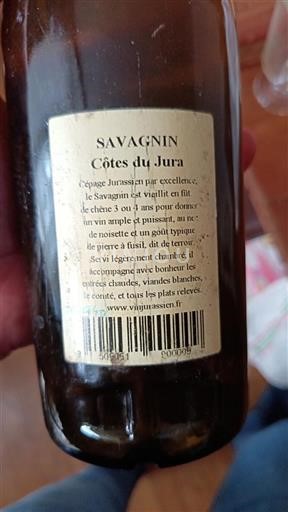 SAVAGNIN
Côtes du Jura
Cépage Jurassien par excellence,
le Savagnin est vieillit en fût
de chêne 3 ou 4 ans pour donner
un vin ample et puissant, au nez
de noisette et un goût typique
de pierre à fusil, dit de terroir.
Servi légèrement chambré, il
accompagne avec bonheur les
entrées chaudes, viandes blanches,
le comté, et tous les plats relevés.
www.vinjurassien.fr